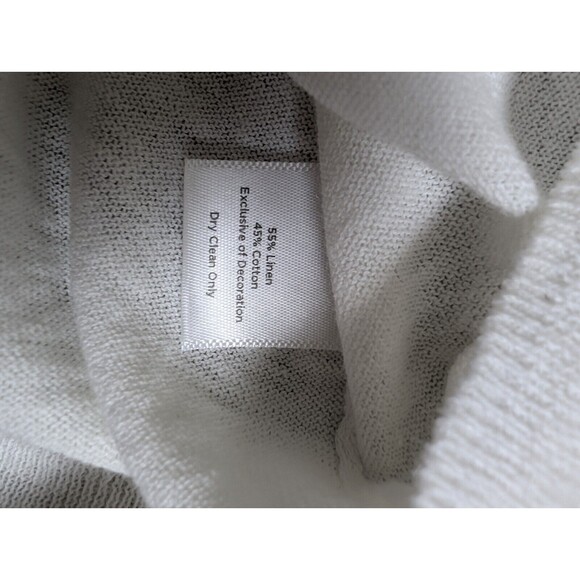 55% Linen
45% Cotton
Exclusive of Decoration
Dry Clean Only